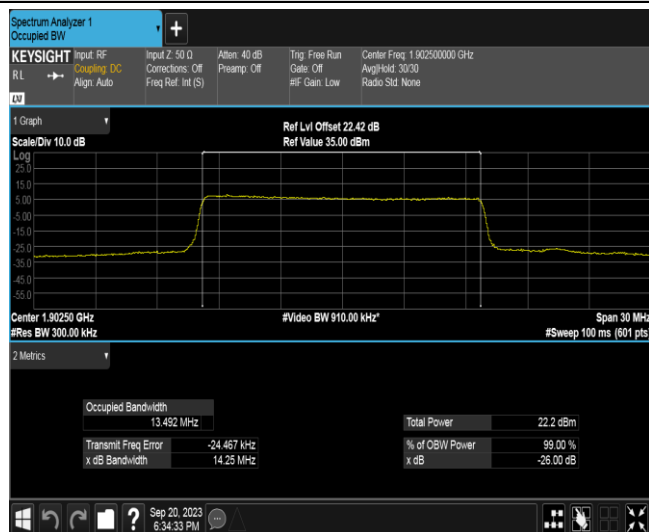 Spectrum Analyzer 1
Occupied BW
+
KEYSIGHT Input: RF Input Z: 50 Ω Atten: 40 dB Trig: Free Run Center Freq: 1.902500000 GHz
RL Coupling: DC Corrections: Off Preamp: Off Gate: Off Avg|Hold: 30/30
Align: Auto Freq Ref: Int (S) #IF Gain: Low Radio Std: None
LXI
1 Graph
Ref Lvl Offset 22.42 dB
Scale/Div 10.0 dB Ref Value 35.00 dBm
Log
25.0
15.0
5.00
-5.00
-15.0
-25.0
-35.0
-45.0
-55.0
Center 1.90250 GHz #Video BW 910.00 kHz* Span 30 MHz
#Res BW 300.00 kHz #Sweep 100 ms (601 pts)
2 Metrics
Occupied Bandwidth
13.492 MHz Total Power 22.2 dBm
Transmit Freq Error -24.467 kHz % of OBW Power 99.00 %
x dB Bandwidth 14.25 MHz x dB -26.00 dB
?
Sep 20, 2023
6:34:33 PM